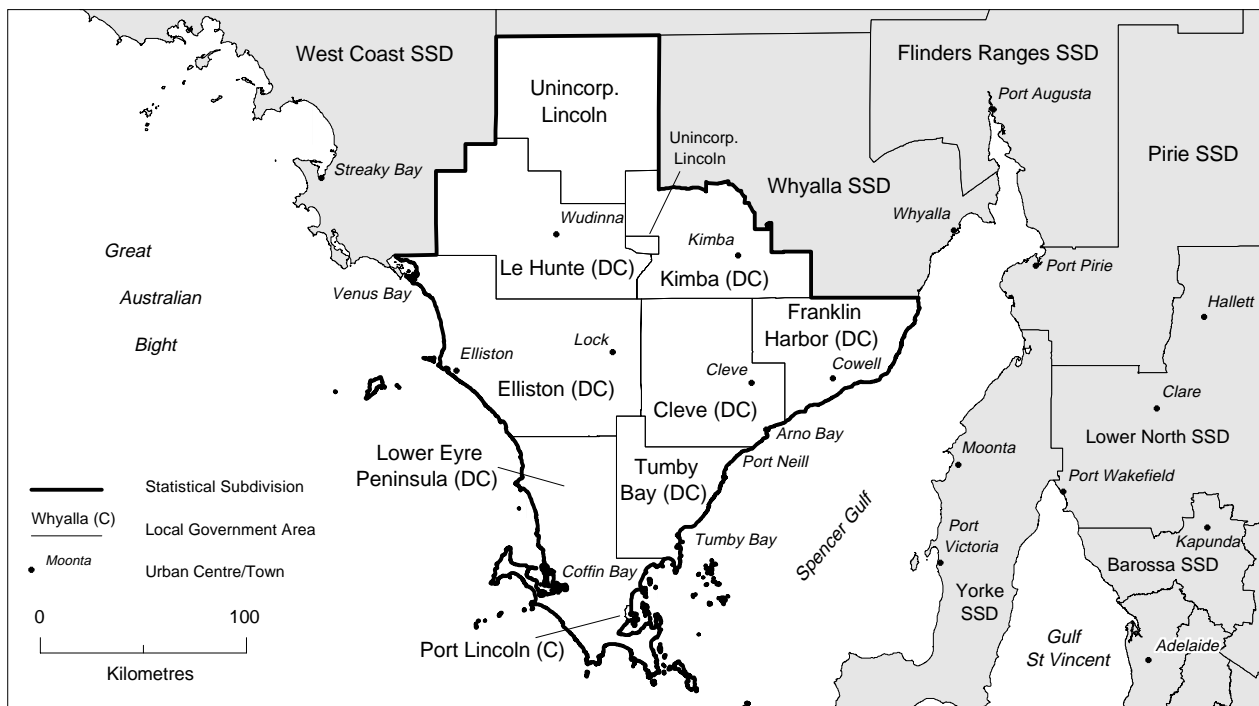 West Coast SSD
Flinders Ranges SSD
Unincorp.
Lincoln
Port Augusta
Unincorp.
Lincoln
Pirie SSD
Streaky Bay
Whyalla SSD
Wudinna
Whyalla
Kimba
Great
Australian
Bight
Le Hunte (DC)
Kimba (DC)
Port Pirie
Venus Bay
Hallett
Franklin
Harbor (DC)
Lock
Elliston
Cowell
Cleve
Elliston (DC)
Cleve (DC)
Clare
Arno Bay
Lower North SSD
Lower Eyre
Peninsula (DC)
Port Neill
Tumby
Bay (DC)
Moonta
Port Wakefield
Statistical Subdivision
Whyalla (C)
Local Government Area
Moonta
Urban Centre/Town
Spencer Gulf
Port
Victoria
Tumby Bay
Kapunda
Coffin Bay
Barossa SSD
Yorke
SSD
0 100
Kilometres
Port Lincoln (C)
Gulf
St Vincent
Adelaide